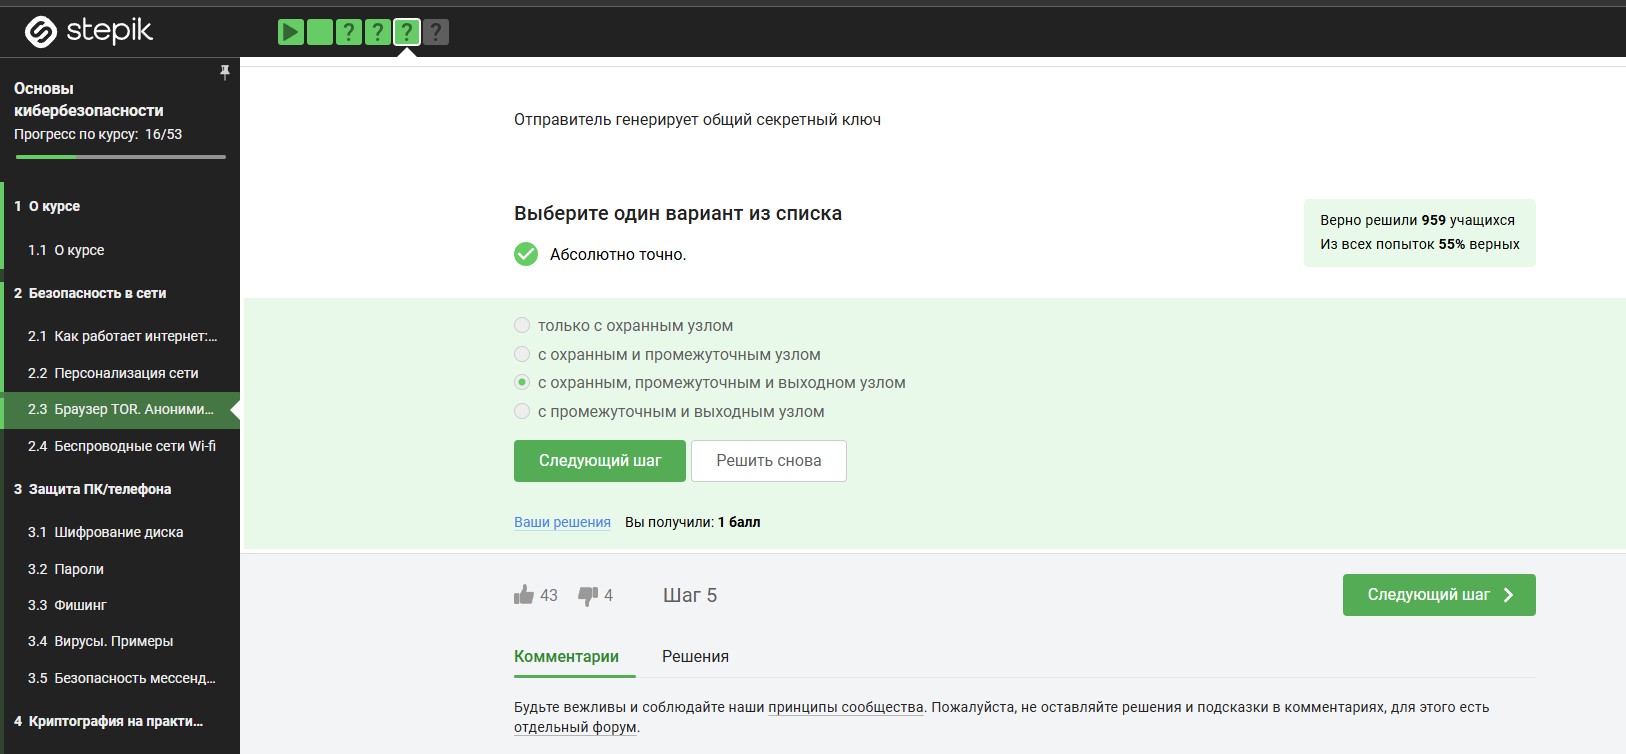 stepik
? ? ? ?
Основы
кибербезопасности
Прогресс по курсу: 16/53
1 О курсе
1.1 О курсе
2 Безопасность в сети
2.1 Как работает интернет:...
2.2 Персонализация сети
2.3 Браузер TOR. Аноними...
2.4 Беспроводные сети Wi-fi
3 Защита ПК/телефона
3.1 Шифрование диска
3.2 Пароли
3.3 Фишинг
3.4 Вирусы. Примеры
3.5 Безопасность мессенд...
4 Криптография на практи...
Отправитель генерирует общий секретный ключ
Выберите один вариант из списка
Абсолютно точно.
Верно решили 959 учащихся
Из всех попыток 55% верных
только с охранным узлом
с охранным и промежуточным узлом
с охранным, промежуточным и выходном узлом
с промежуточным и выходным узлом
Следующий шаг
Решить снова
Ваши решения Вы получили: 1 балл
43 4 Шаг 5
Следующий шаг
Комментарии Решения
Будьте вежливы и соблюдайте наши принципы сообщества. Пожалуйста, не оставляйте решения и подсказки в комментариях, для этого есть
отдельный форум.